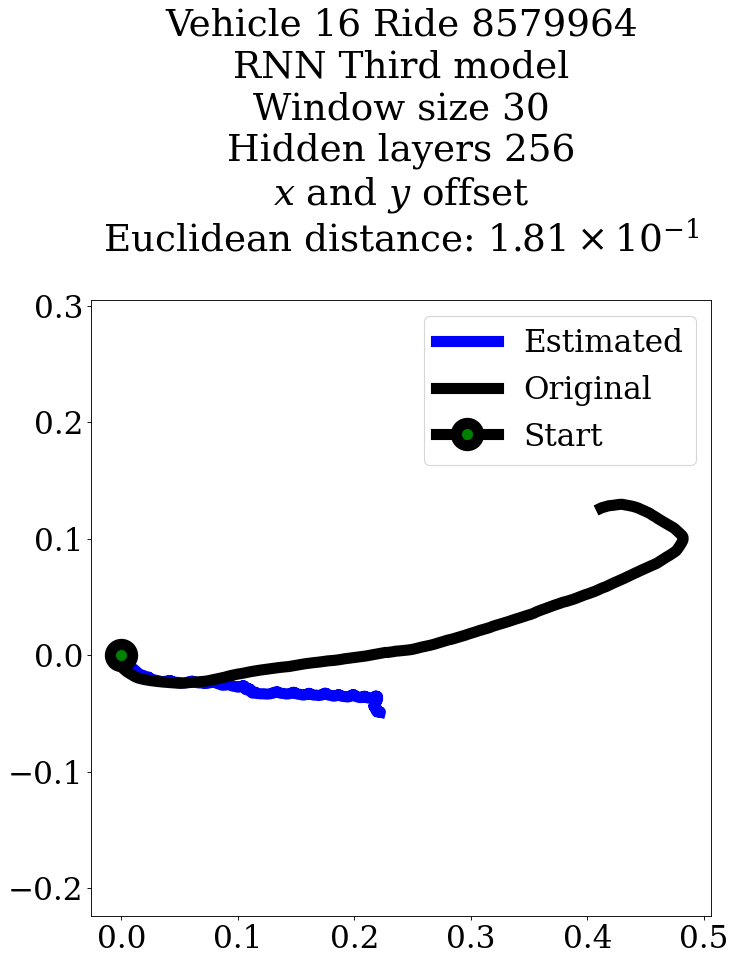 Vehicle 16 Ride 8579964
RNN Third model
Window size 30
Hidden layers 256
x and y offset
Euclidean distance: 1.81 × 10⁻¹
Estimated
Original
Start
0.3
0.2
0.1
0.0
−0.1
−0.2
0.0 0.1 0.2 0.3 0.4 0.5